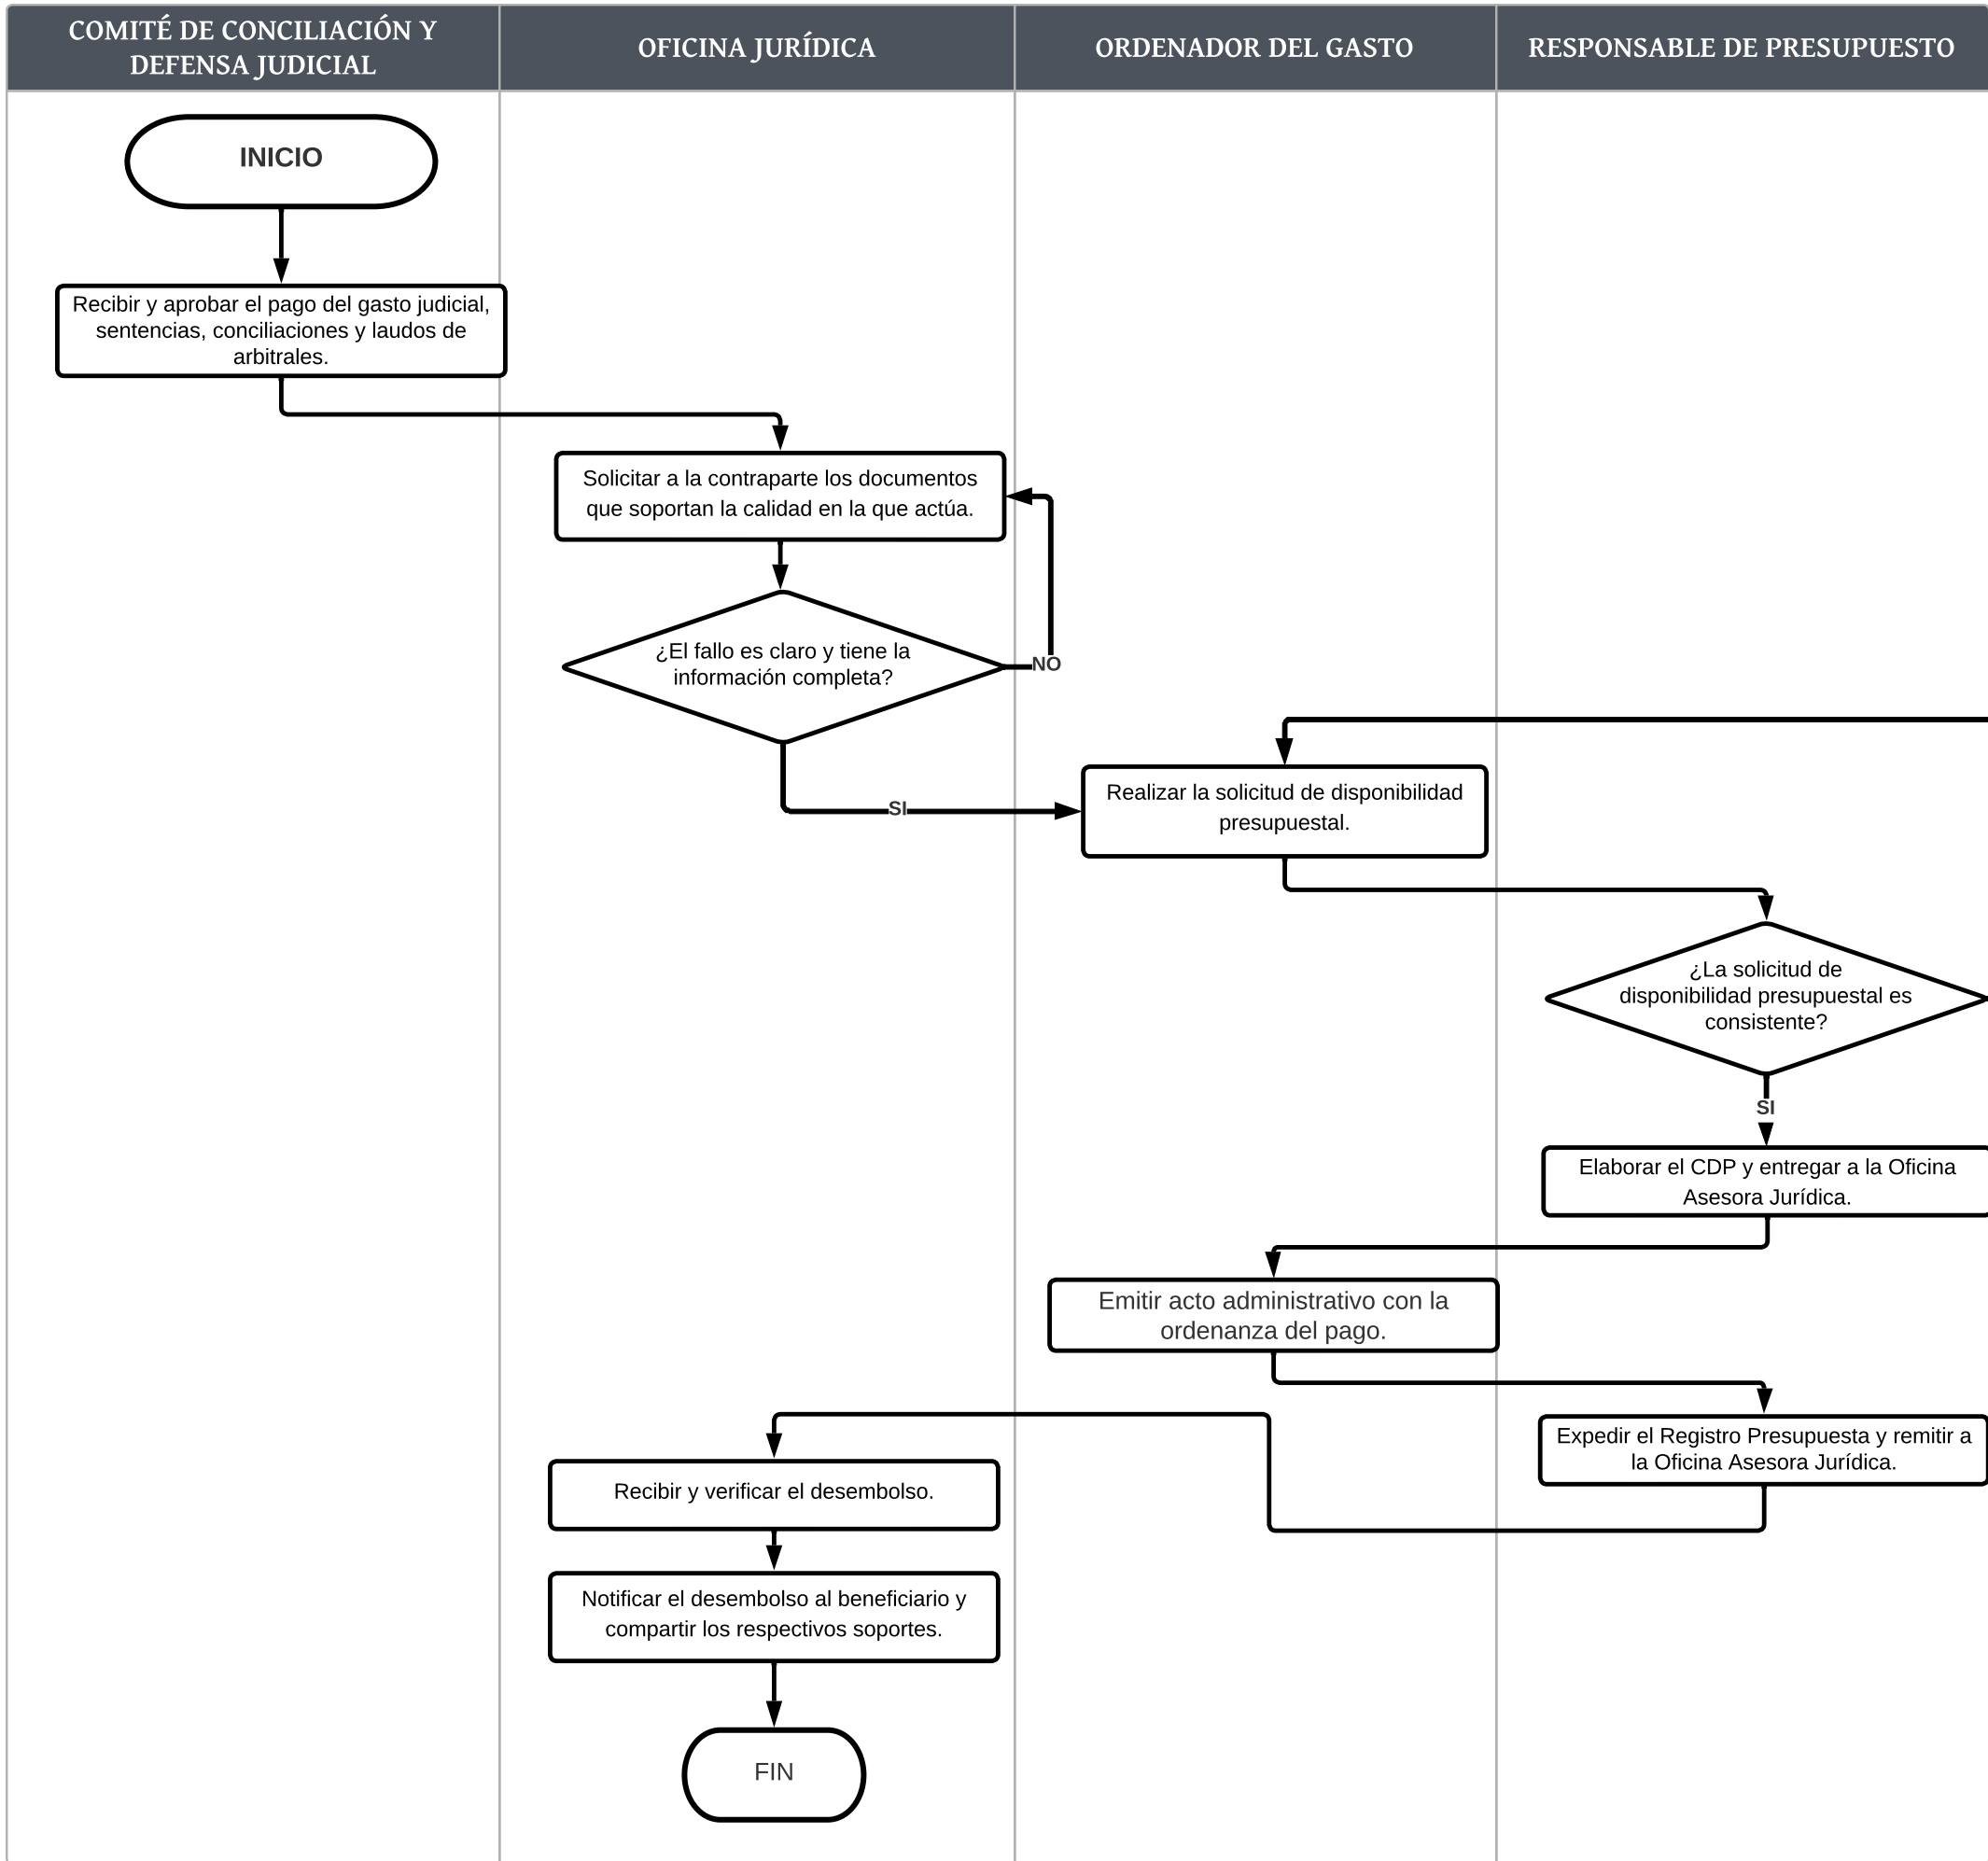 COMITÉ DE CONCILIACIÓN Y
DEFENSA JUDICIAL
OFICINA JURÍDICA
ORDENADOR DEL GASTO
RESPONSABLE DE PRESUPUESTO
INICIO
Recibir y aprobar el pago del gasto judicial,
sentencias, conciliaciones y laudos de
arbitrales.
Solicitar a la contraparte los documentos
que soportan la calidad en la que actúa.
¿El fallo es claro y tiene la
información completa?
NO
SI
Realizar la solicitud de disponibilidad
presupuestal.
¿La solicitud de
disponibilidad presupuestal es
consistente?
SI
Elaborar el CDP y entregar a la Oficina
Asesora Jurídica.
Emitir acto administrativo con la
ordenanza del pago.
Expedir el Registro Presupuesta y remitir a
la Oficina Asesora Jurídica.
Recibir y verificar el desembolso.
Notificar el desembolso al beneficiario y
compartir los respectivos soportes.
FIN